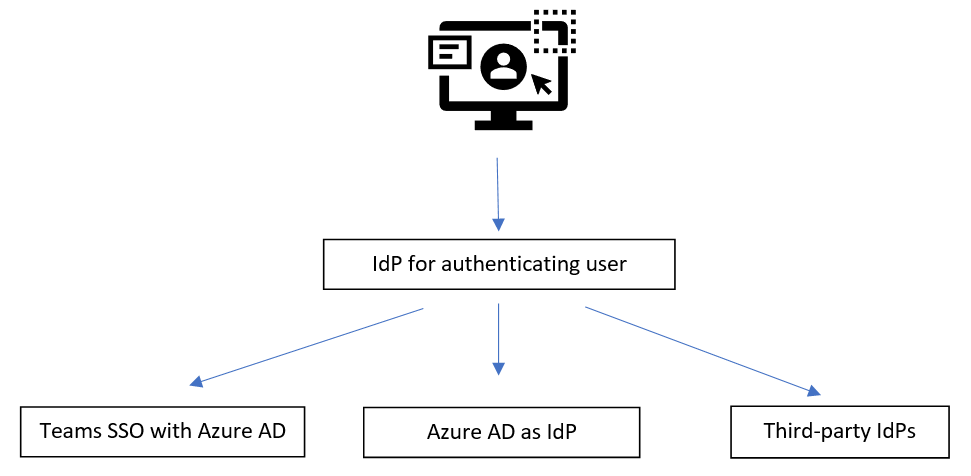 IdP for authenticating user
Teams SSO with Azure AD
Azure AD as IdP
Third-party IdPs